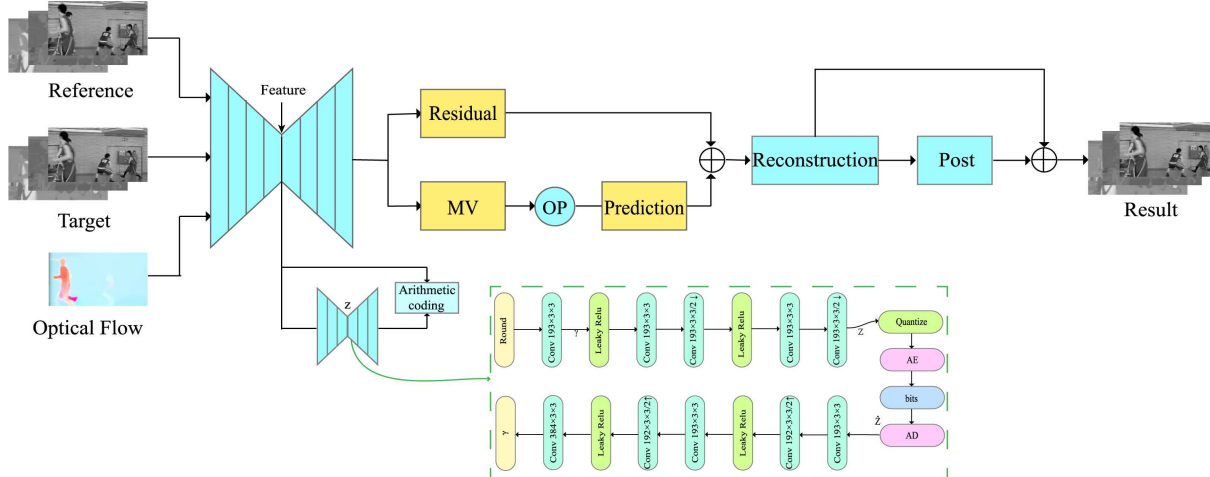 Reference
Target
Optical Flow
Feature
Residual
MV
OP
Prediction
Reconstruction
Post
Result
Z
Arithmetic
coding
Round
Conv 193×3×3
γ
Leaky Relu
Conv 193×3×3
Conv 193×3×3/2↓
Leaky Relu
Conv 193×3×3
Conv 193×3×3/2↓
Z
Quantize
AE
bits
Ẑ
AD
Conv 193×3×3
Conv 192×3×3/2↑
Leaky Relu
Conv 193×3×3
Conv 192×3×3/2↑
Leaky Relu
Conv 384×3×3
γ